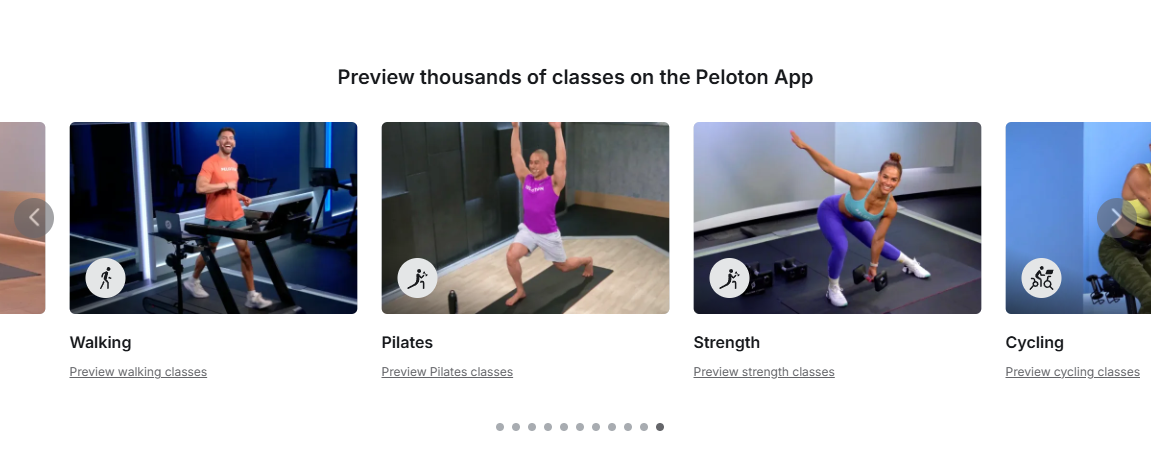 Preview thousands of classes on the Peloton App
Walking
Preview walking classes
Pilates
Preview Pilates classes
Strength
Preview strength classes
Cycling
Preview cycling classes